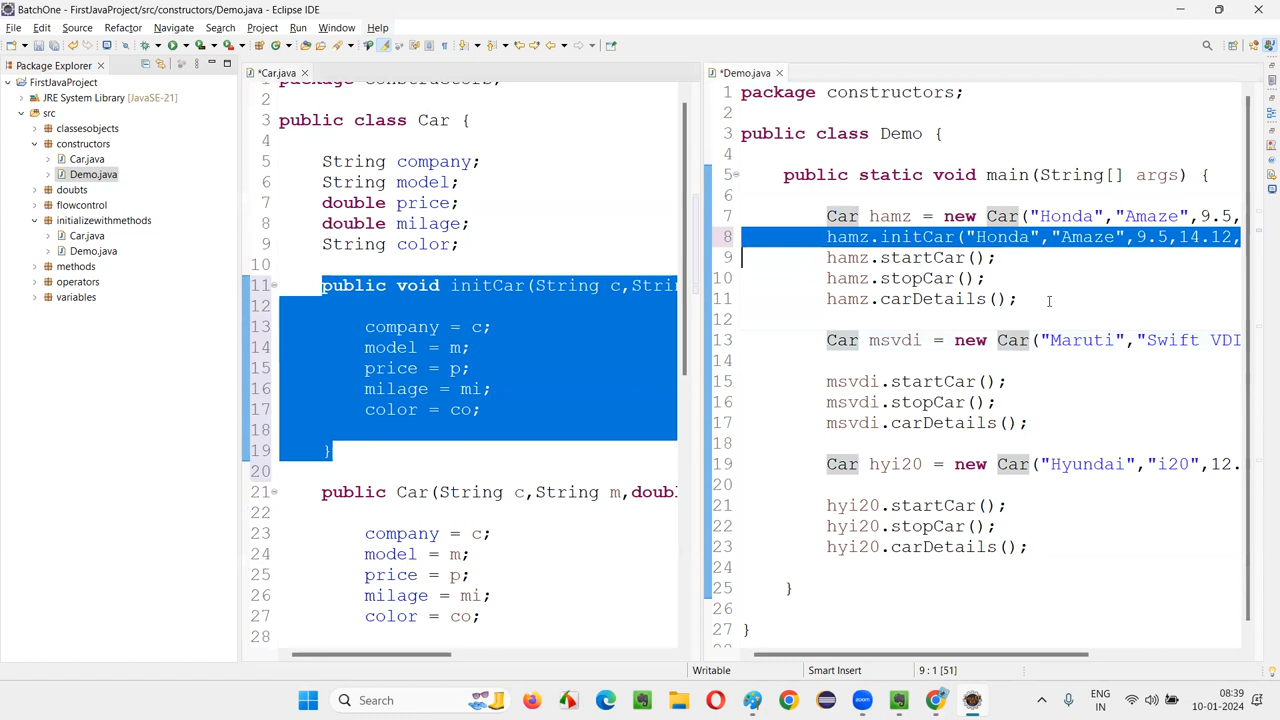 BatchOne - FirstJavaProject/src/constructors/Demo.java - Eclipse IDE
File Edit Source Refactor Navigate Search Project Run Window Help
Package Explorer
FirstJavaProject
JRE System Library [JavaSE-21]
src
classesobjects
constructors
Car.java
Demo.java
doubts
flowcontrol
initializewithmethods
Car.java
Demo.java
methods
operators
variables
*Car.java
1 package constructors;
2
3 public class Car {
4
5 String company;
6 String model;
7 double price;
8 double milage;
9 String color;
10
11 public void initCar(String c,Strin
12
13 company = c;
14 model = m;
15 price = p;
16 milage = mi;
17 color = co;
18
19 }
20
21 public Car(String c,String m,doubl
22
23 company = c;
24 model = m;
25 price = p;
26 milage = mi;
27 color = co;
28
*Demo.java
1 package constructors;
2
3 public class Demo {
4
5 public static void main(String[] args) {
6
7 Car hamz = new Car("Honda","Amaze",9.5,
8 hamz.initCar("Honda","Amaze",9.5,14.12,
9 hamz.startCar();
10 hamz.stopCar();
11 hamz.carDetails();
12
13 Car msvdi = new Car("Maruti","Swift VDI
14
15 msvdi.startCar();
16 msvdi.stopCar();
17 msvdi.carDetails();
18
19 Car hyi20 = new Car("Hyundai","i20",12.
20
21 hyi20.startCar();
22 hyi20.stopCar();
23 hyi20.carDetails();
24
25 }
26
27 }
Writable Smart Insert 9 : 1 [51]
Search
ENG
IN
08:39
10-01-2024